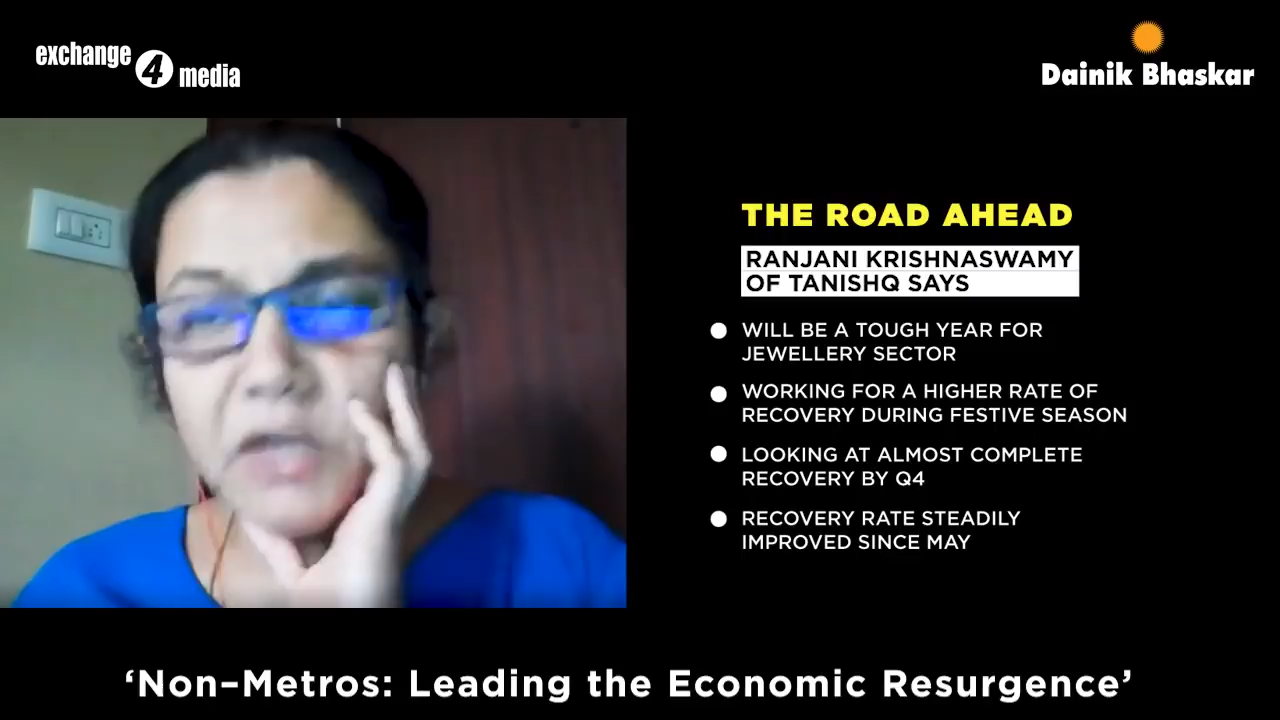 exchange
4
media
Dainik Bhaskar
THE ROAD AHEAD
RANJANI KRISHNASWAMY
OF TANISHQ SAYS
WILL BE A TOUGH YEAR FOR
JEWELLERY SECTOR
WORKING FOR A HIGHER RATE OF
RECOVERY DURING FESTIVE SEASON
LOOKING AT ALMOST COMPLETE
RECOVERY BY Q4
RECOVERY RATE STEADILY
IMPROVED SINCE MAY
‘Non–Metros: Leading the Economic Resurgence’